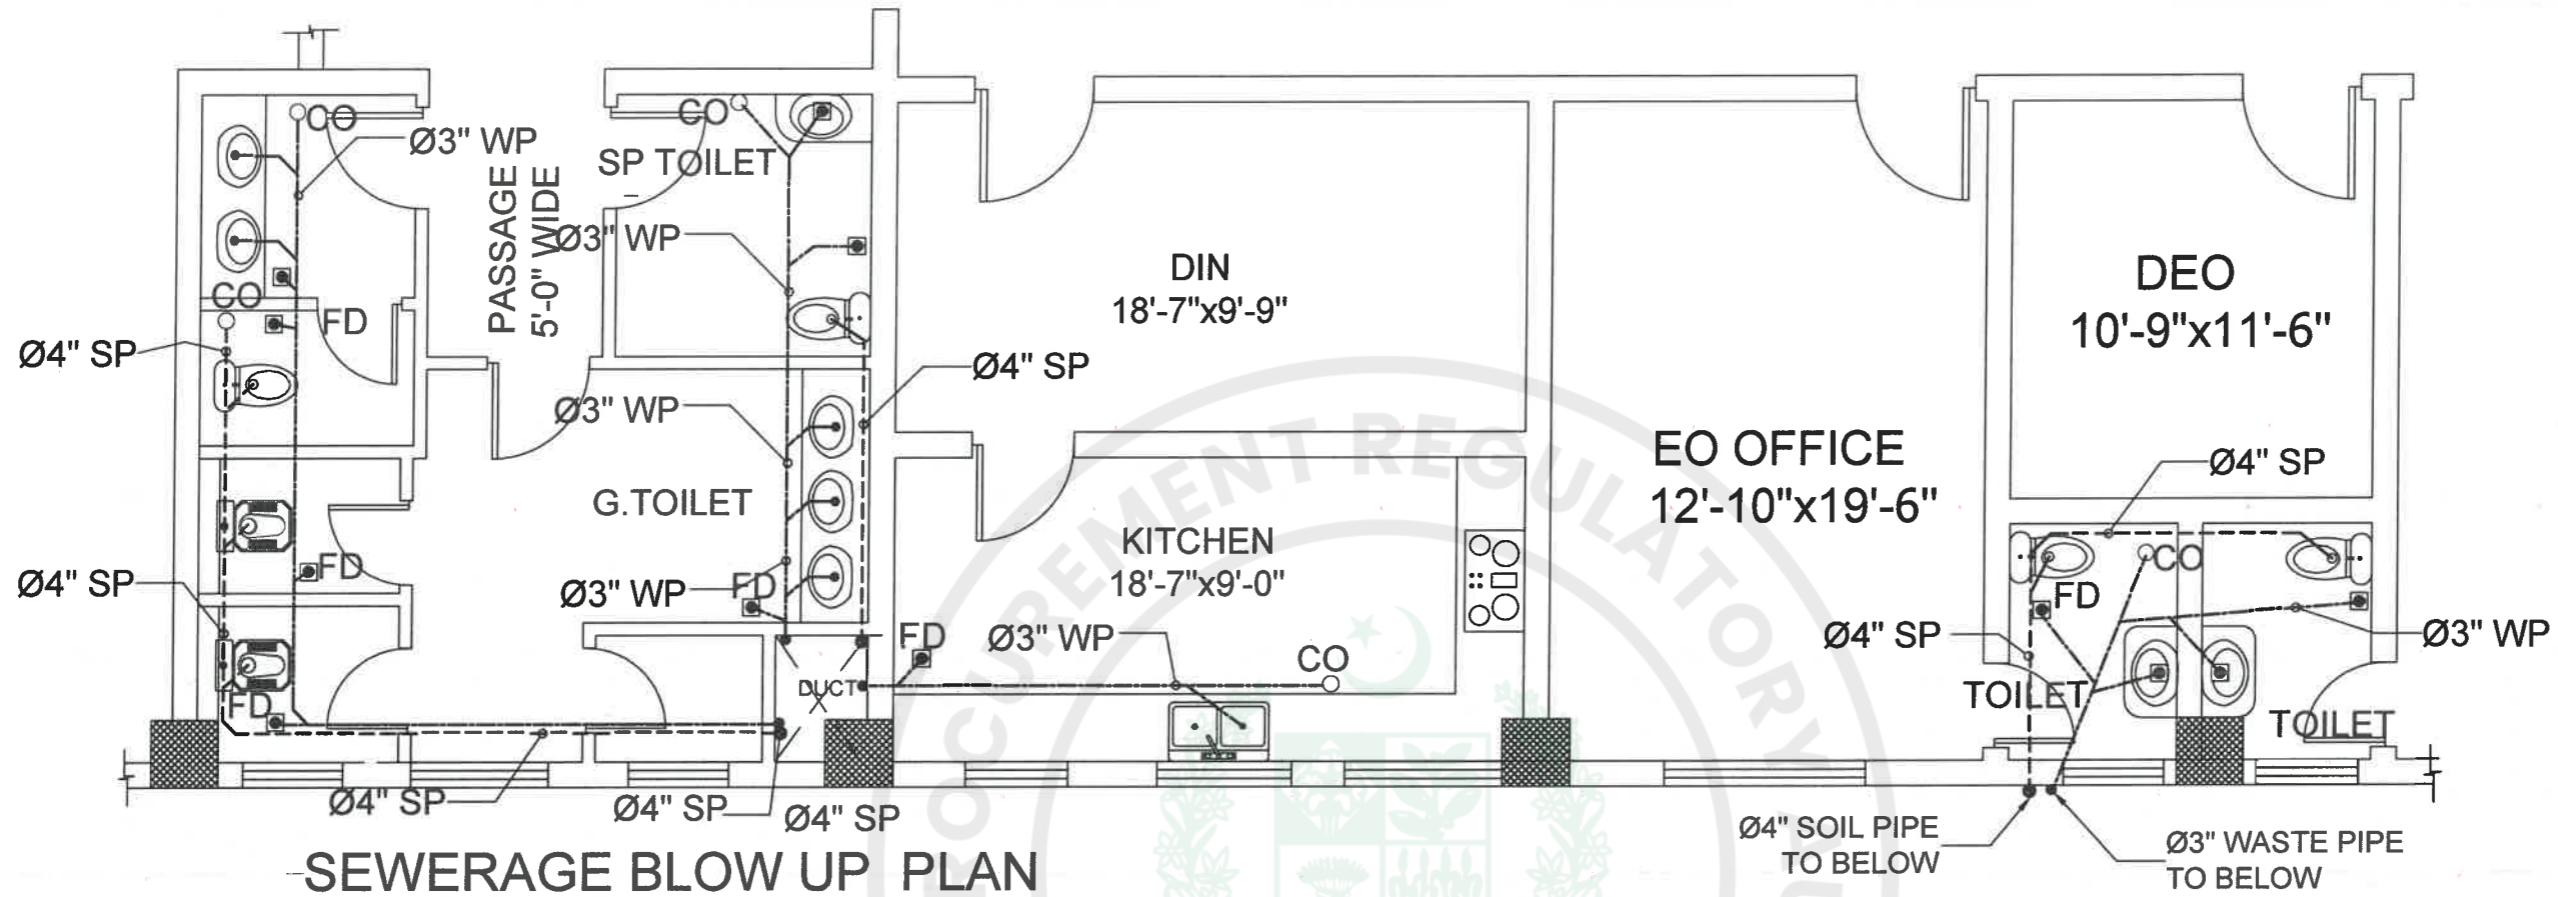 CO
Ø3" WP
PASSAGE
5'-0" WIDE
CO
SP TOILET
Ø3" WP
CO
FD
Ø4" SP
DIN
18'-7"x9'-9"
DEO
10'-9"x11'-6"
Ø4" SP
Ø3" WP
G.TOILET
EO OFFICE
12'-10"x19'-6"
Ø4" SP
KITCHEN
18'-7"x9'-0"
FD
Ø4" SP
Ø3" WP
FD
CO
FD
Ø4" SP
Ø3" WP
FD
Ø3" WP
CO
DUCT
FD
TOILET
TOILET
Ø4" SP
Ø4" SP
Ø4" SP
Ø4" SOIL PIPE
TO BELOW
Ø3" WASTE PIPE
TO BELOW
SEWERAGE BLOW UP PLAN
PROCUREMENT REGULATORY AU